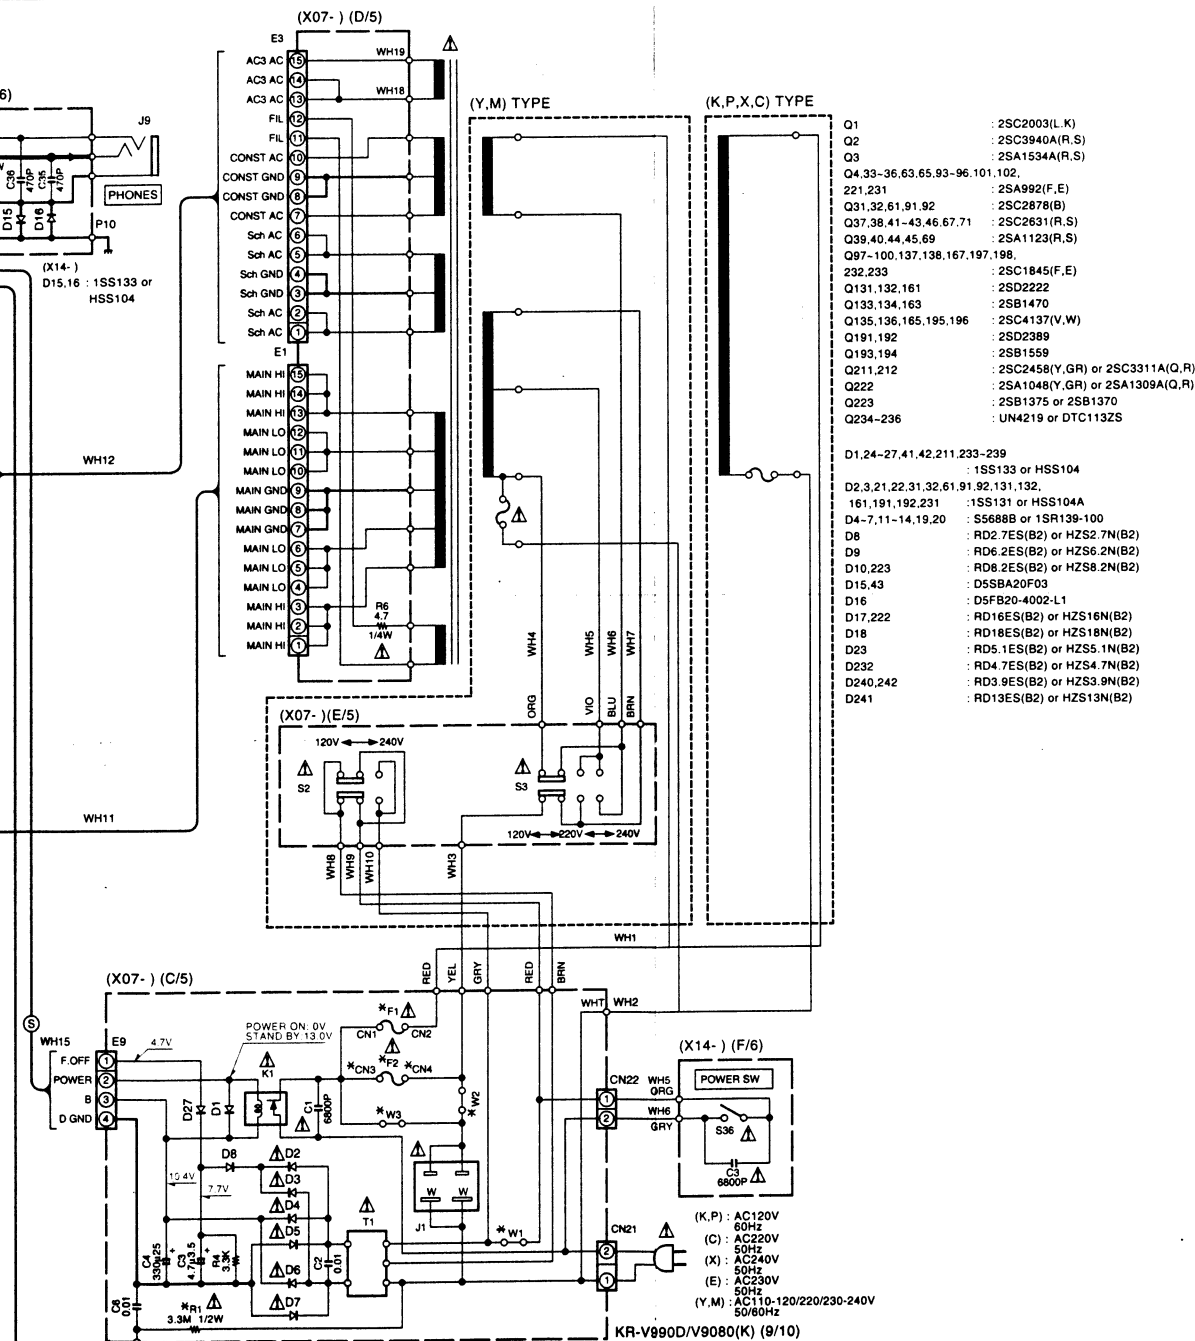 (X07- ) (D/5)
E3
AC3 AC 15
AC3 AC 14
AC3 AC 13
FIL 12
FIL 11
CONST AC 10
CONST GND 9
CONST GND 8
CONST AC 7
Sch AC 6
Sch AC 5
Sch GND 4
Sch GND 3
Sch AC 2
Sch AC 1
WH19
WH18
E1
MAIN HI 15
MAIN HI 14
MAIN HI 13
MAIN LO 12
MAIN LO 11
MAIN LO 10
MAIN GND 9
MAIN GND 8
MAIN GND 7
MAIN LO 6
MAIN LO 5
MAIN LO 4
MAIN HI 3
MAIN HI 2
MAIN HI 1
R6
4.7
1/4W
6)
J9
PHONES
C36
470P
C35
470P
D15
D16
P10
(X14- )
D15,16 : 1SS133 or
HSS104
WH12
WH11
(Y,M) TYPE
(K,P,X,C) TYPE
WH4
WH5
WH6
WH7
ORG
VIO
BLU
BRN
(X07- )(E/5)
120V 240V
S2
S3
120V 220V 240V
WH8
WH9
WH10
WH3
WH1
RED
YEL
GRY
RED
BRN
WHT WH2
Q1 : 2SC2003(L.K)
Q2 : 2SC3940A(R,S)
Q3 : 2SA1534A(R,S)
Q4,33~36,63,65,93~96.101,102,
221,231 : 2SA992(F,E)
Q31,32,61,91,92 : 2SC2878(B)
Q37,38,41~43,46,67,71 : 2SC2631(R,S)
Q39,40,44,45,69 : 2SA1123(R,S)
Q97~100,137,138,167,197,198,
232,233 : 2SC1845(F,E)
Q131,132,161 : 2SD2222
Q133,134,163 : 2SB1470
Q135,136,165,195,196 : 2SC4137(V,W)
Q191,192 : 2SD2389
Q193,194 : 2SB1559
Q211,212 : 2SC2458(Y,GR) or 2SC3311A(Q,R)
Q222 : 2SA1048(Y,GR) or 2SA1309A(Q,R)
Q223 : 2SB1375 or 2SB1370
Q234~236 : UN4219 or DTC113ZS
D1,24~27,41,42,211,233~239
: 1SS133 or HSS104
D2,3,21,22,31,32,61,91,92,131,132,
161,191,192,231 :1SS131 or HSS104A
D4~7,11~14,19,20 : S5688B or 1SR139-100
D8 : RD2.7ES(B2) or HZS2.7N(B2)
D9 : RD6.2ES(B2) or HZS6.2N(B2)
D10,223 : RD8.2ES(B2) or HZS8.2N(B2)
D15,43 : D5SBA20F03
D16 : D5FB20-4002-L1
D17,222 : RD16ES(B2) or HZS16N(B2)
D18 : RD18ES(B2) or HZS18N(B2)
D23 : RD5.1ES(B2) or HZS5.1N(B2)
D232 : RD4.7ES(B2) or HZS4.7N(B2)
D240,242 : RD3.9ES(B2) or HZS3.9N(B2)
D241 : RD13ES(B2) or HZS13N(B2)
(X07- ) (C/5)
S
WH15
E9
F.OFF 1
POWER 2
B 3
D GND 4
4.7V
POWER ON: 0V
STAND BY:13.0V
K1
*F1
CN1 CN2
*CN3 *F2 *CN4
*W3
*W2
C1
6800P
D27
D1
D8
D2
D3
D4
D5
D6
D7
10.4V
7.7V
C4
330μ25
C3
4.7μ3.5
R4
3.3K
C2
0.01
T1
J1
W W
*W1
C6
0.01
*R1
3.3M 1/2W
CN22
1
2
WH5
ORG
WH6
GRY
(X14- ) (F/6)
POWER SW
S36
C3
6800P
CN21
2
1
(K,P) : AC120V
60Hz
(C) : AC220V
50Hz
(X) : AC240V
50Hz
(E) : AC230V
50Hz
(Y,M) : AC110-120/220/230-240V
50/60Hz
KR-V990D/V9080(K) (9/10)